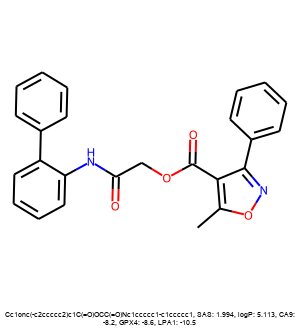 H
N
O
O
O
N
O
Cc1onc(-c2ccccc2)c1C(=O)OCC(=O)Nc1ccccc1-c1ccccc1, SAS: 1.994, logP: 5.113, CA9:
-8.2, GPX4: -8.6, LPA1: -10.5